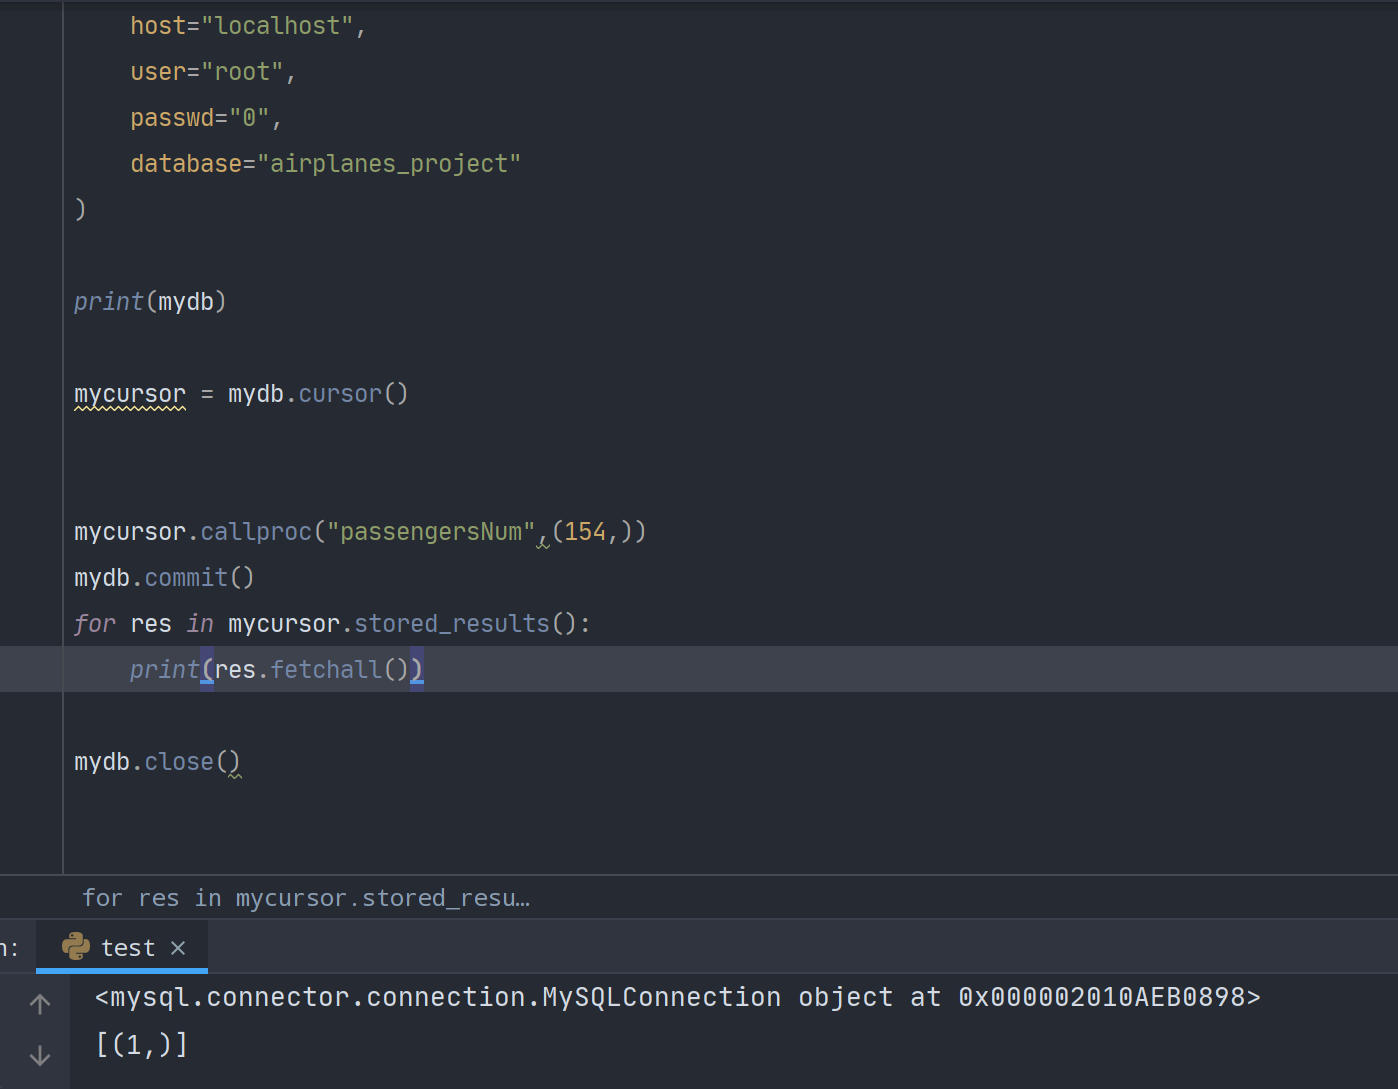 host="localhost",
user="root",
passwd="0",
database="airplanes_project"
)
print(mydb)
mycursor = mydb.cursor()
mycursor.callproc("passengersNum",(154,))
mydb.commit()
for res in mycursor.stored_results():
print(res.fetchall())
mydb.close()
for res in mycursor.stored_resu…
n: test ×
<mysql.connector.connection.MySQLConnection object at 0x000002010AEB0898>
[(1,)]